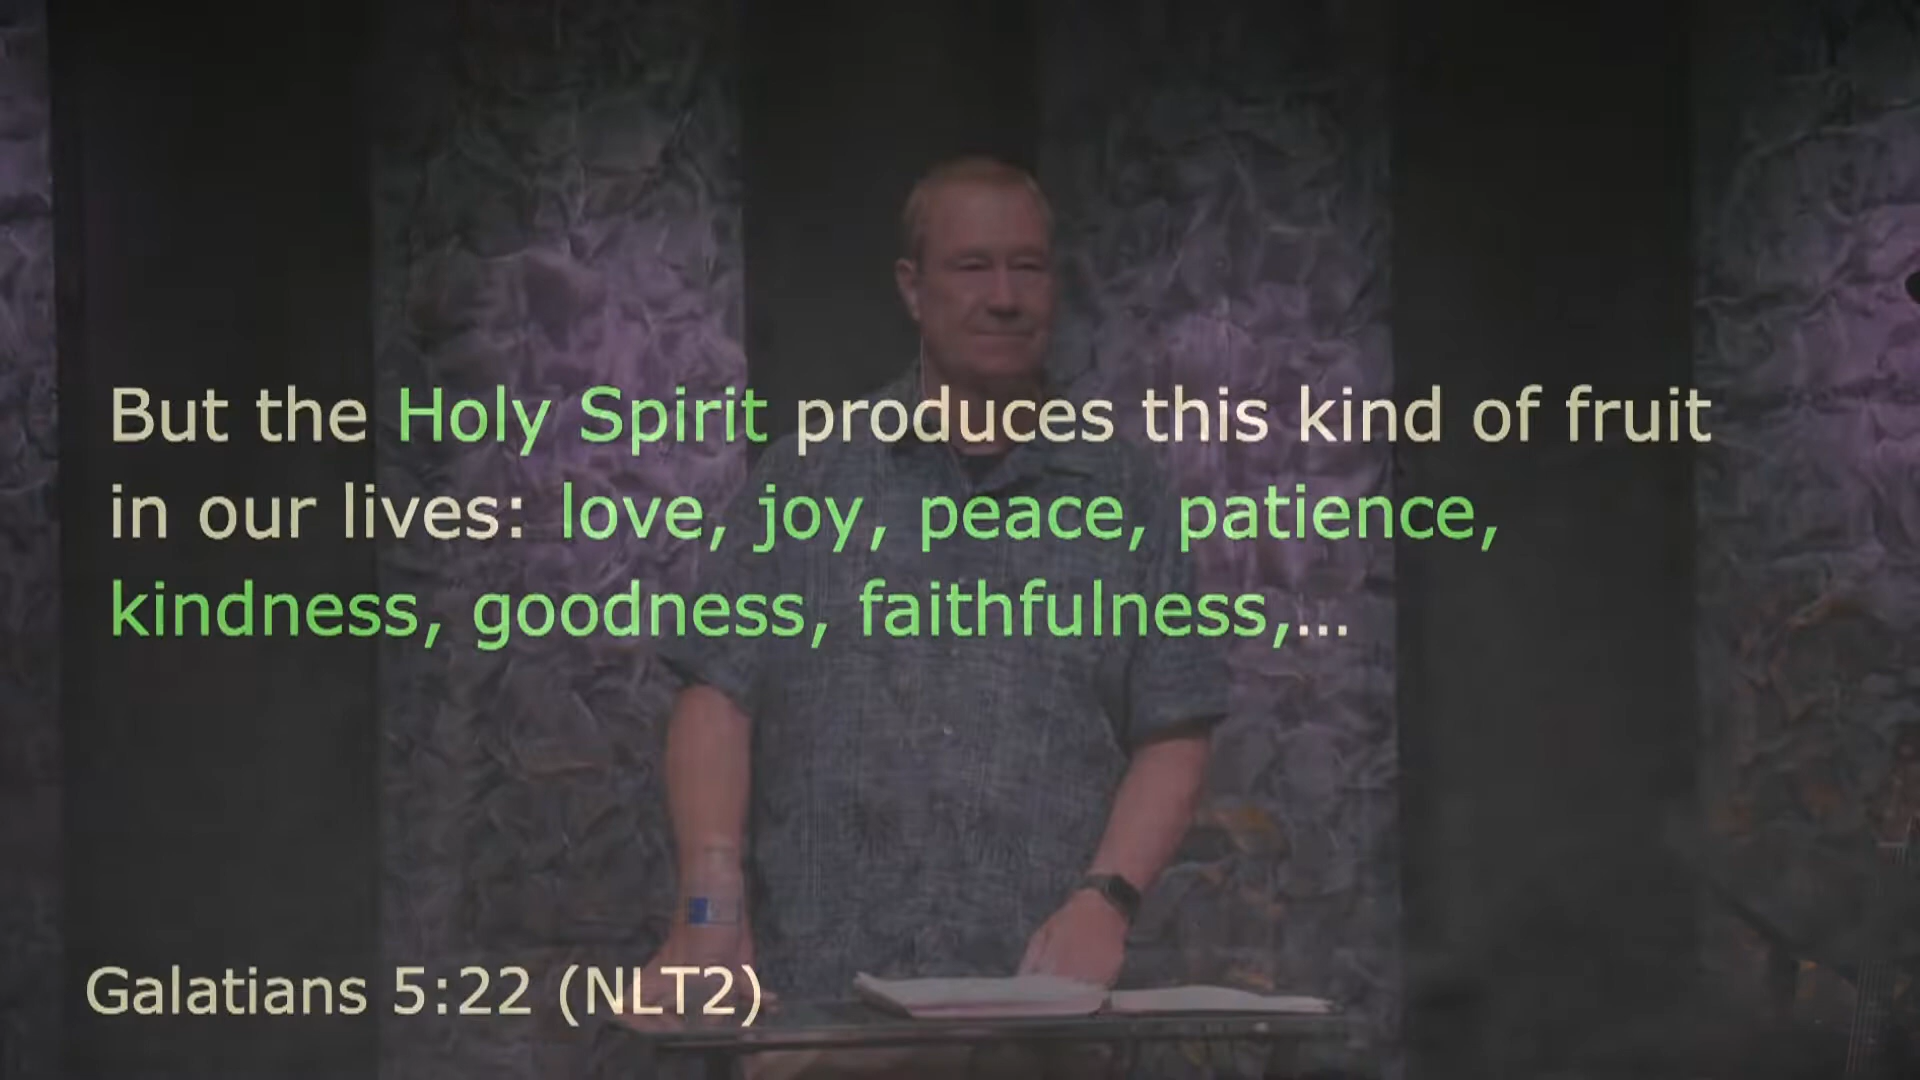 But the Holy Spirit produces this kind of fruit
in our lives: love, joy, peace, patience,
kindness, goodness, faithfulness,...
Galatians 5:22 (NLT2)